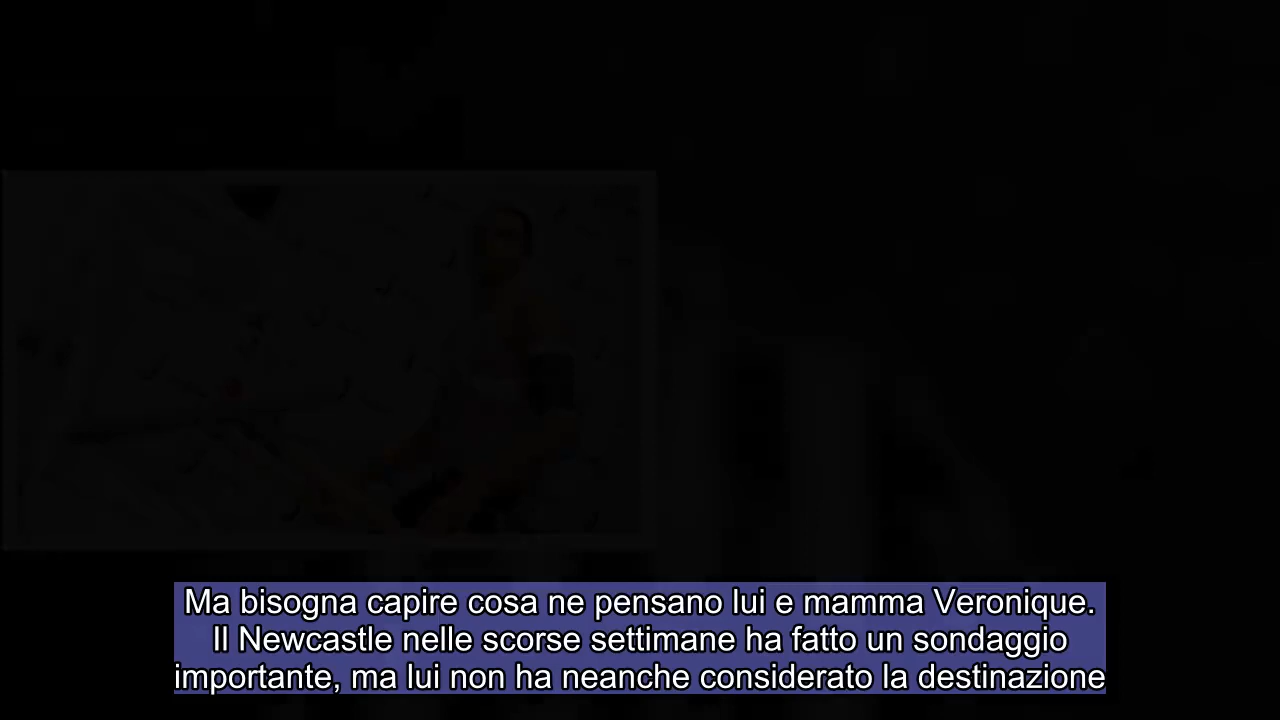 Ma bisogna capire cosa ne pensano lui e mamma Veronique.
Il Newcastle nelle scorse settimane ha fatto un sondaggio
importante, ma lui non ha neanche considerato la destinazione